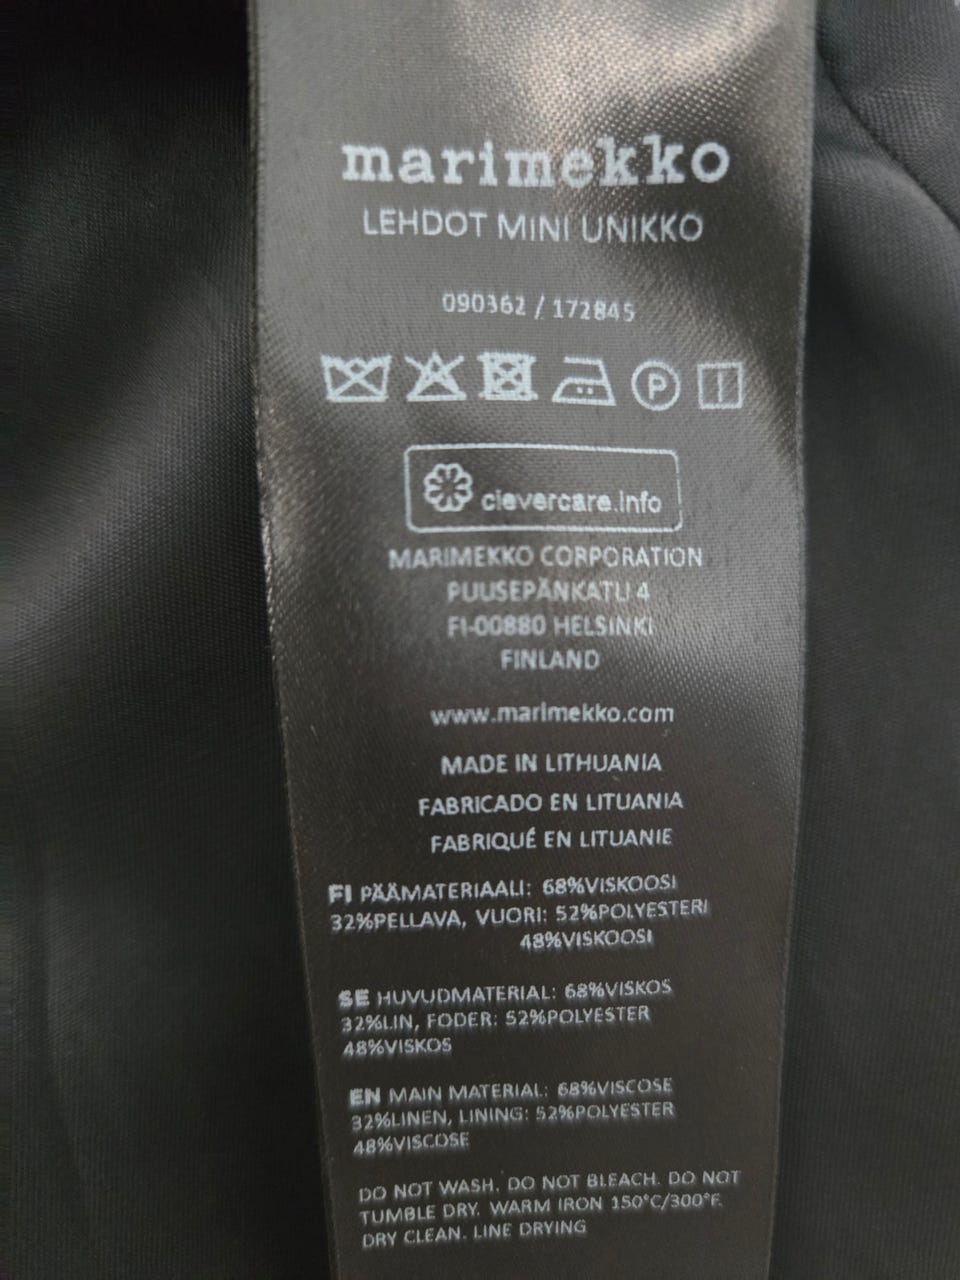 marimekko
LEHDOT MINI UNIKKO
090362 / 172845
P
clevercare.info
MARIMEKKO CORPORATION
PUUSEPÄNKATU 4
FI-00880 HELSINKI
FINLAND
www.marimekko.com
MADE IN LITHUANIA
FABRICADO EN LITUANIA
FABRIQUÉ EN LITUANIE
FI PÄÄMATERIAALI: 68%VISKOOSI
32%PELLAVA, VUORI: 52%POLYESTERI
48%VISKOOSI
SE HUVUDMATERIAL: 68%VISKOS
32%LIN, FODER: 52%POLYESTER
48%VISKOS
EN MAIN MATERIAL: 68%VISCOSE
32%LINEN, LINING: 52%POLYESTER
48%VISCOSE
DO NOT WASH. DO NOT BLEACH. DO NOT
TUMBLE DRY. WARM IRON 150°C/300°F.
DRY CLEAN. LINE DRYING